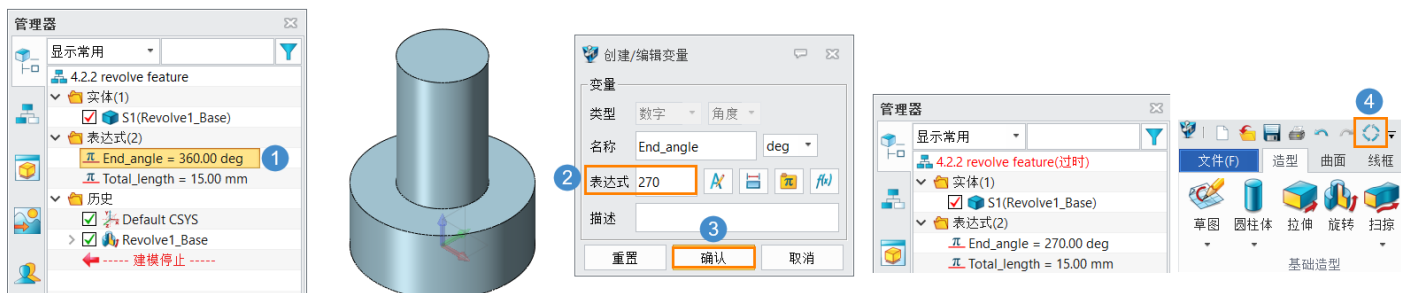 管理器
显示常用
4.2.2 revolve feature
实体(1)
S1(Revolve1_Base)
表达式(2)
End_angle = 360.00 deg
1
Total_length = 15.00 mm
历史
Default CSYS
Revolve1_Base
----- 建模停止 -----
创建/编辑变量
变量
类型 数字 角度
名称 End_angle deg
2 表达式 270 f(x)
描述
3
重置 确认 取消
管理器
显示常用
4.2.2 revolve feature(过时)
实体(1)
S1(Revolve1_Base)
表达式(2)
End_angle = 270.00 deg
Total_length = 15.00 mm
4
文件(F) 造型 曲面 线框
草图 圆柱体 拉伸 旋转 扫掠
基础造型